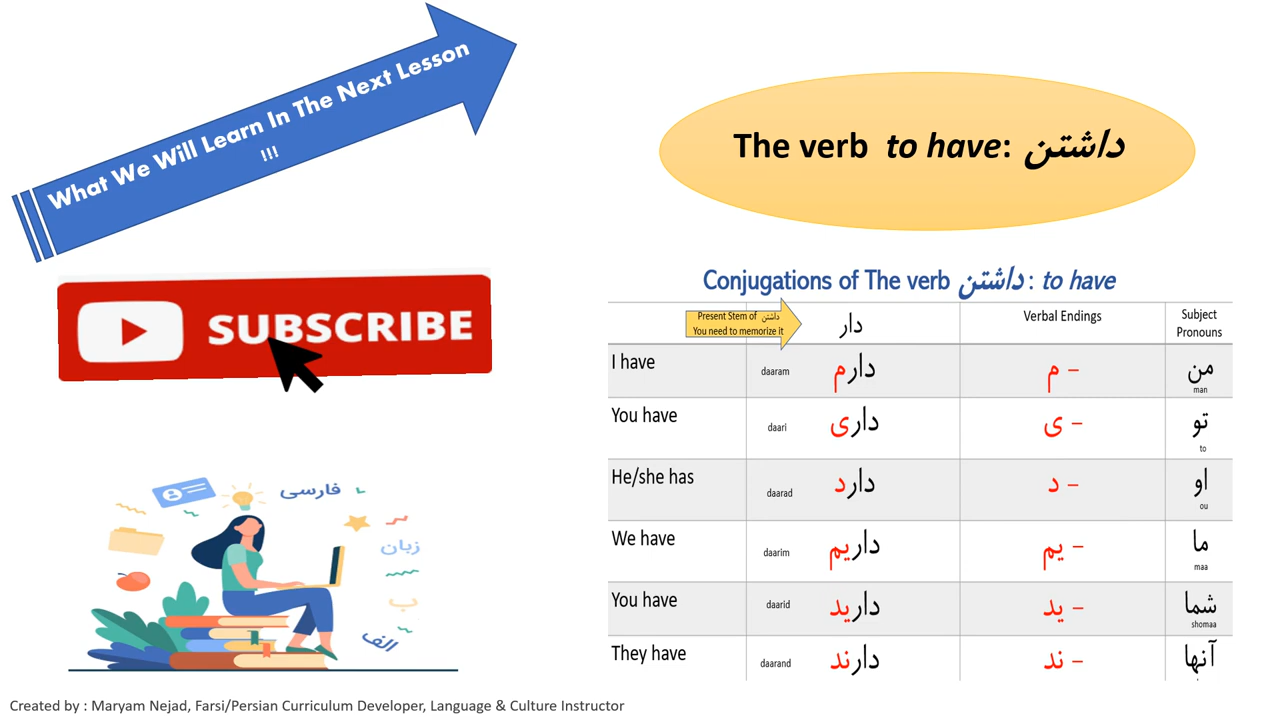 What We Will Learn In The Next Lesson
!!!
SUBSCRIBE
فارسی
زبان
ب
الف
The verb to have: داشتن
Conjugations of The verb داشتن : to have
Present Stem of داشتن
You need to memorize it
دار
Verbal Endings
Subject
Pronouns
I have daaram دارم م – من
man
You have daari داری ی – تو
to
He/she has daarad دارد د – او
ou
We have daarim داریم یم – ما
maa
You have daarid دارید ید – شما
shomaa
They have daarand دارند ند – آنها
Created by : Maryam Nejad, Farsi/Persian Curriculum Developer, Language & Culture Instructor